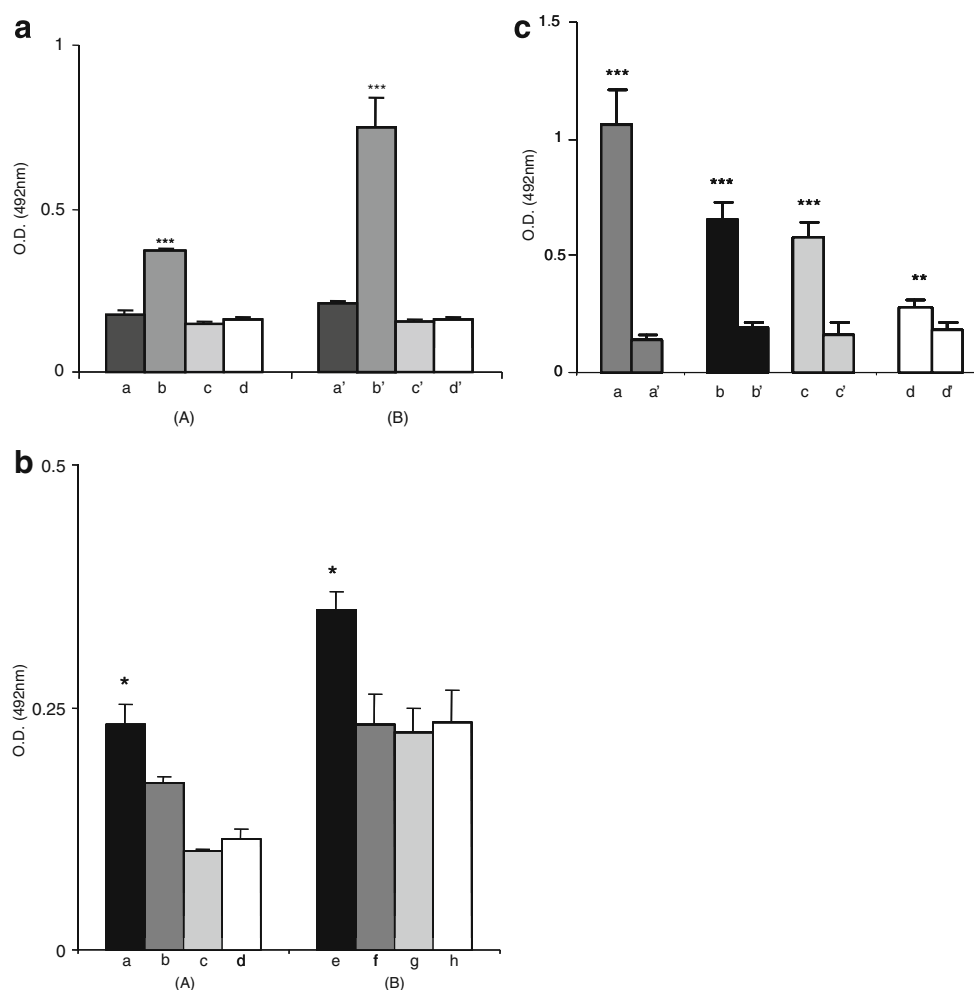 a
1
O.D. (492nm)
0.5
0
***
***
a b c d a' b' c' d'
(A) (B)
c
1.5
O.D. (492nm)
1
0.5
0
***
***
***
**
a a' b b' c c' d d'
b
0.5
O.D. (492nm)
0.25
0
*
*
a b c d e f g h
(A) (B)